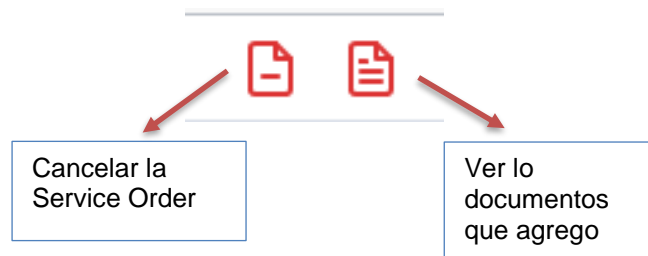 Cancelar la
Service Order
Ver lo
documentos
que agrego